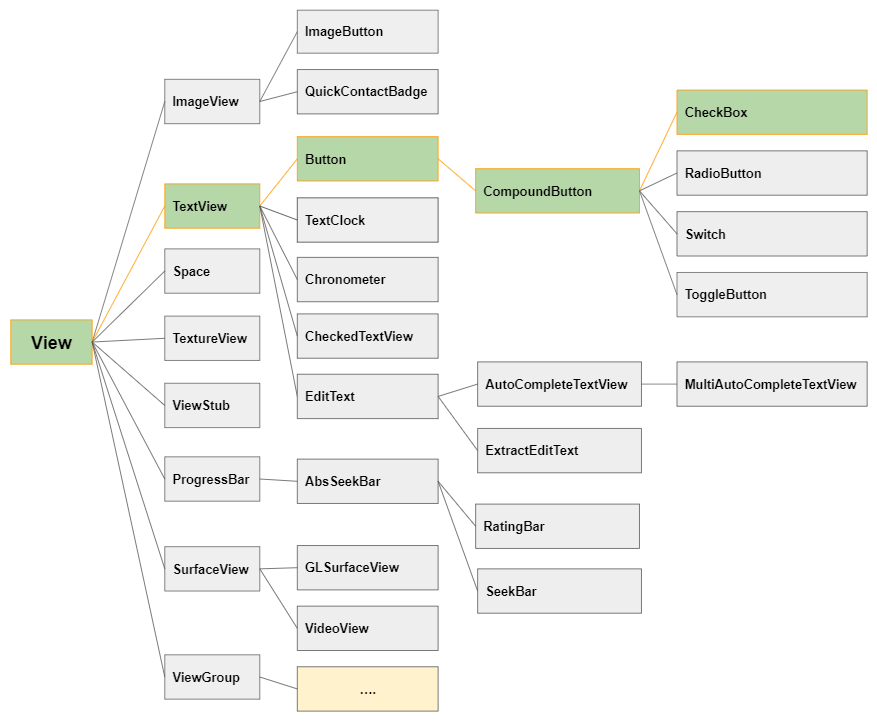 View
ImageView
ImageButton
QuickContactBadge
TextView
Button
CompoundButton
CheckBox
RadioButton
Switch
ToggleButton
TextClock
Chronometer
CheckedTextView
EditText
AutoCompleteTextView
MultiAutoCompleteTextView
ExtractEditText
Space
TextureView
ViewStub
ProgressBar
AbsSeekBar
RatingBar
SeekBar
SurfaceView
GLSurfaceView
VideoView
ViewGroup
....